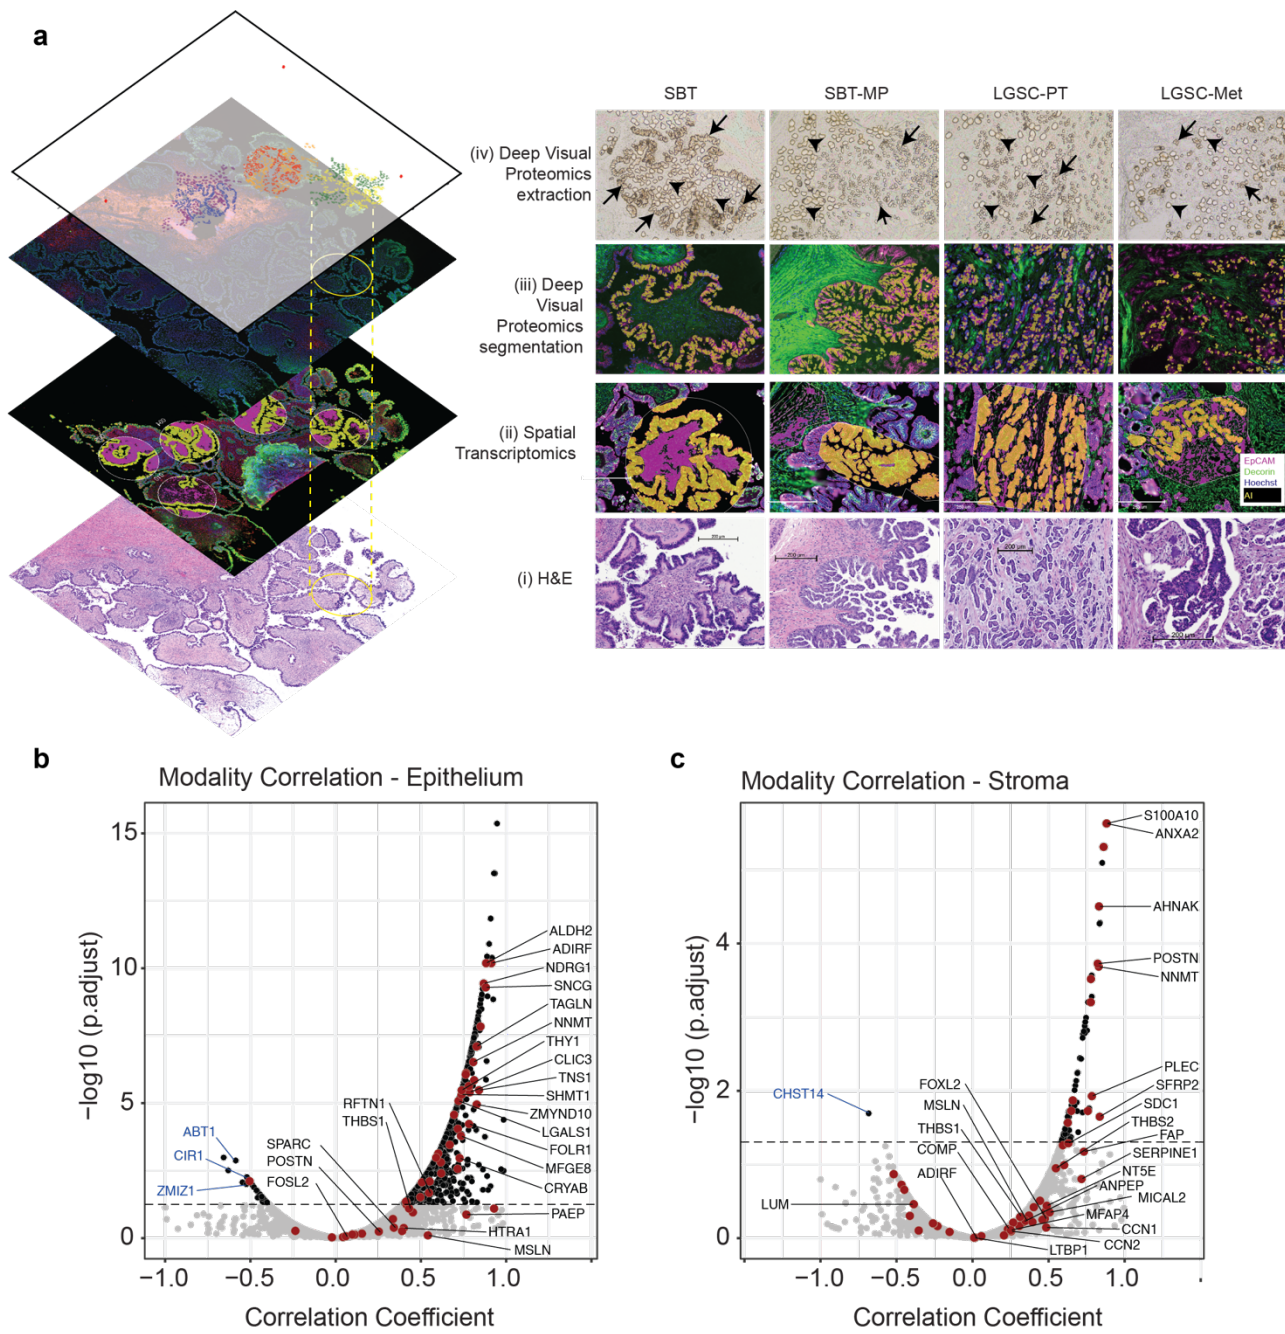 a
SBT
SBT-MP
LGSC-PT
LGSC-Met
(iv) Deep Visual
Proteomics
extraction
(iii) Deep
Visual
Proteomics
segmentation
(ii) Spatial
Transcriptomics
EpCAM
Decorin
Hoechst
AI
(i) H&E
200 µm
200 µm
b
Modality Correlation - Epithelium
15
10
5
0
−log10 (p.adjust)
ALDH2
ADIRF
NDRG1
SNCG
TAGLN
NNMT
THY1
CLIC3
TNS1
SHMT1
ZMYND10
LGALS1
FOLR1
MFGE8
CRYAB
PAEP
HTRA1
MSLN
RFTN1
THBS1
SPARC
POSTN
FOSL2
ABT1
CIR1
ZMIZ1
−1.0
−0.5
0.0
0.5
1.0
Correlation Coefficient
c
Modality Correlation - Stroma
4
2
0
−log10 (p.adjust)
S100A10
ANXA2
AHNAK
POSTN
NNMT
PLEC
SFRP2
SDC1
THBS2
FAP
SERPINE1
NT5E
ANPEP
MICAL2
MFAP4
CCN1
CCN2
LTBP1
FOXL2
MSLN
THBS1
COMP
ADIRF
CHST14
LUM
−1.0
−0.5
0.0
0.5
1.0
Correlation Coefficient